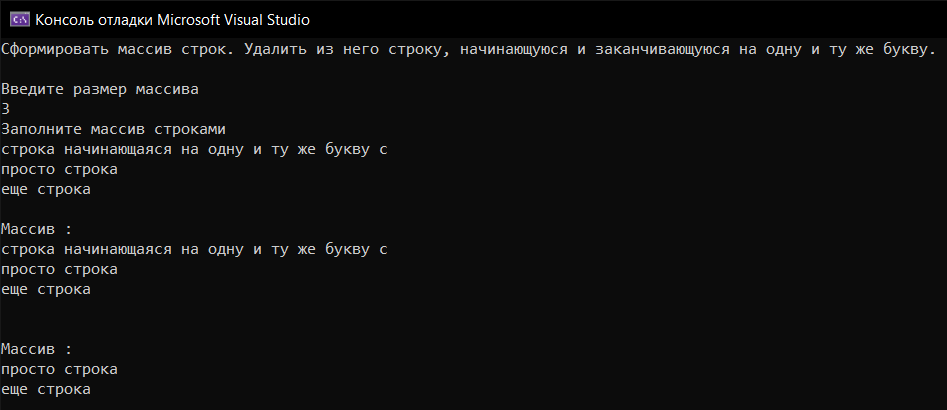 C:\ Консоль отладки Microsoft Visual Studio
Сформировать массив строк. Удалить из него строку, начинающуюся и заканчивающуюся на одну и ту же букву.
Введите размер массива
3
Заполните массив строками
строка начинающаяся на одну и ту же букву с
просто строка
еще строка
Массив :
строка начинающаяся на одну и ту же букву с
просто строка
еще строка
Массив :
просто строка
еще строка